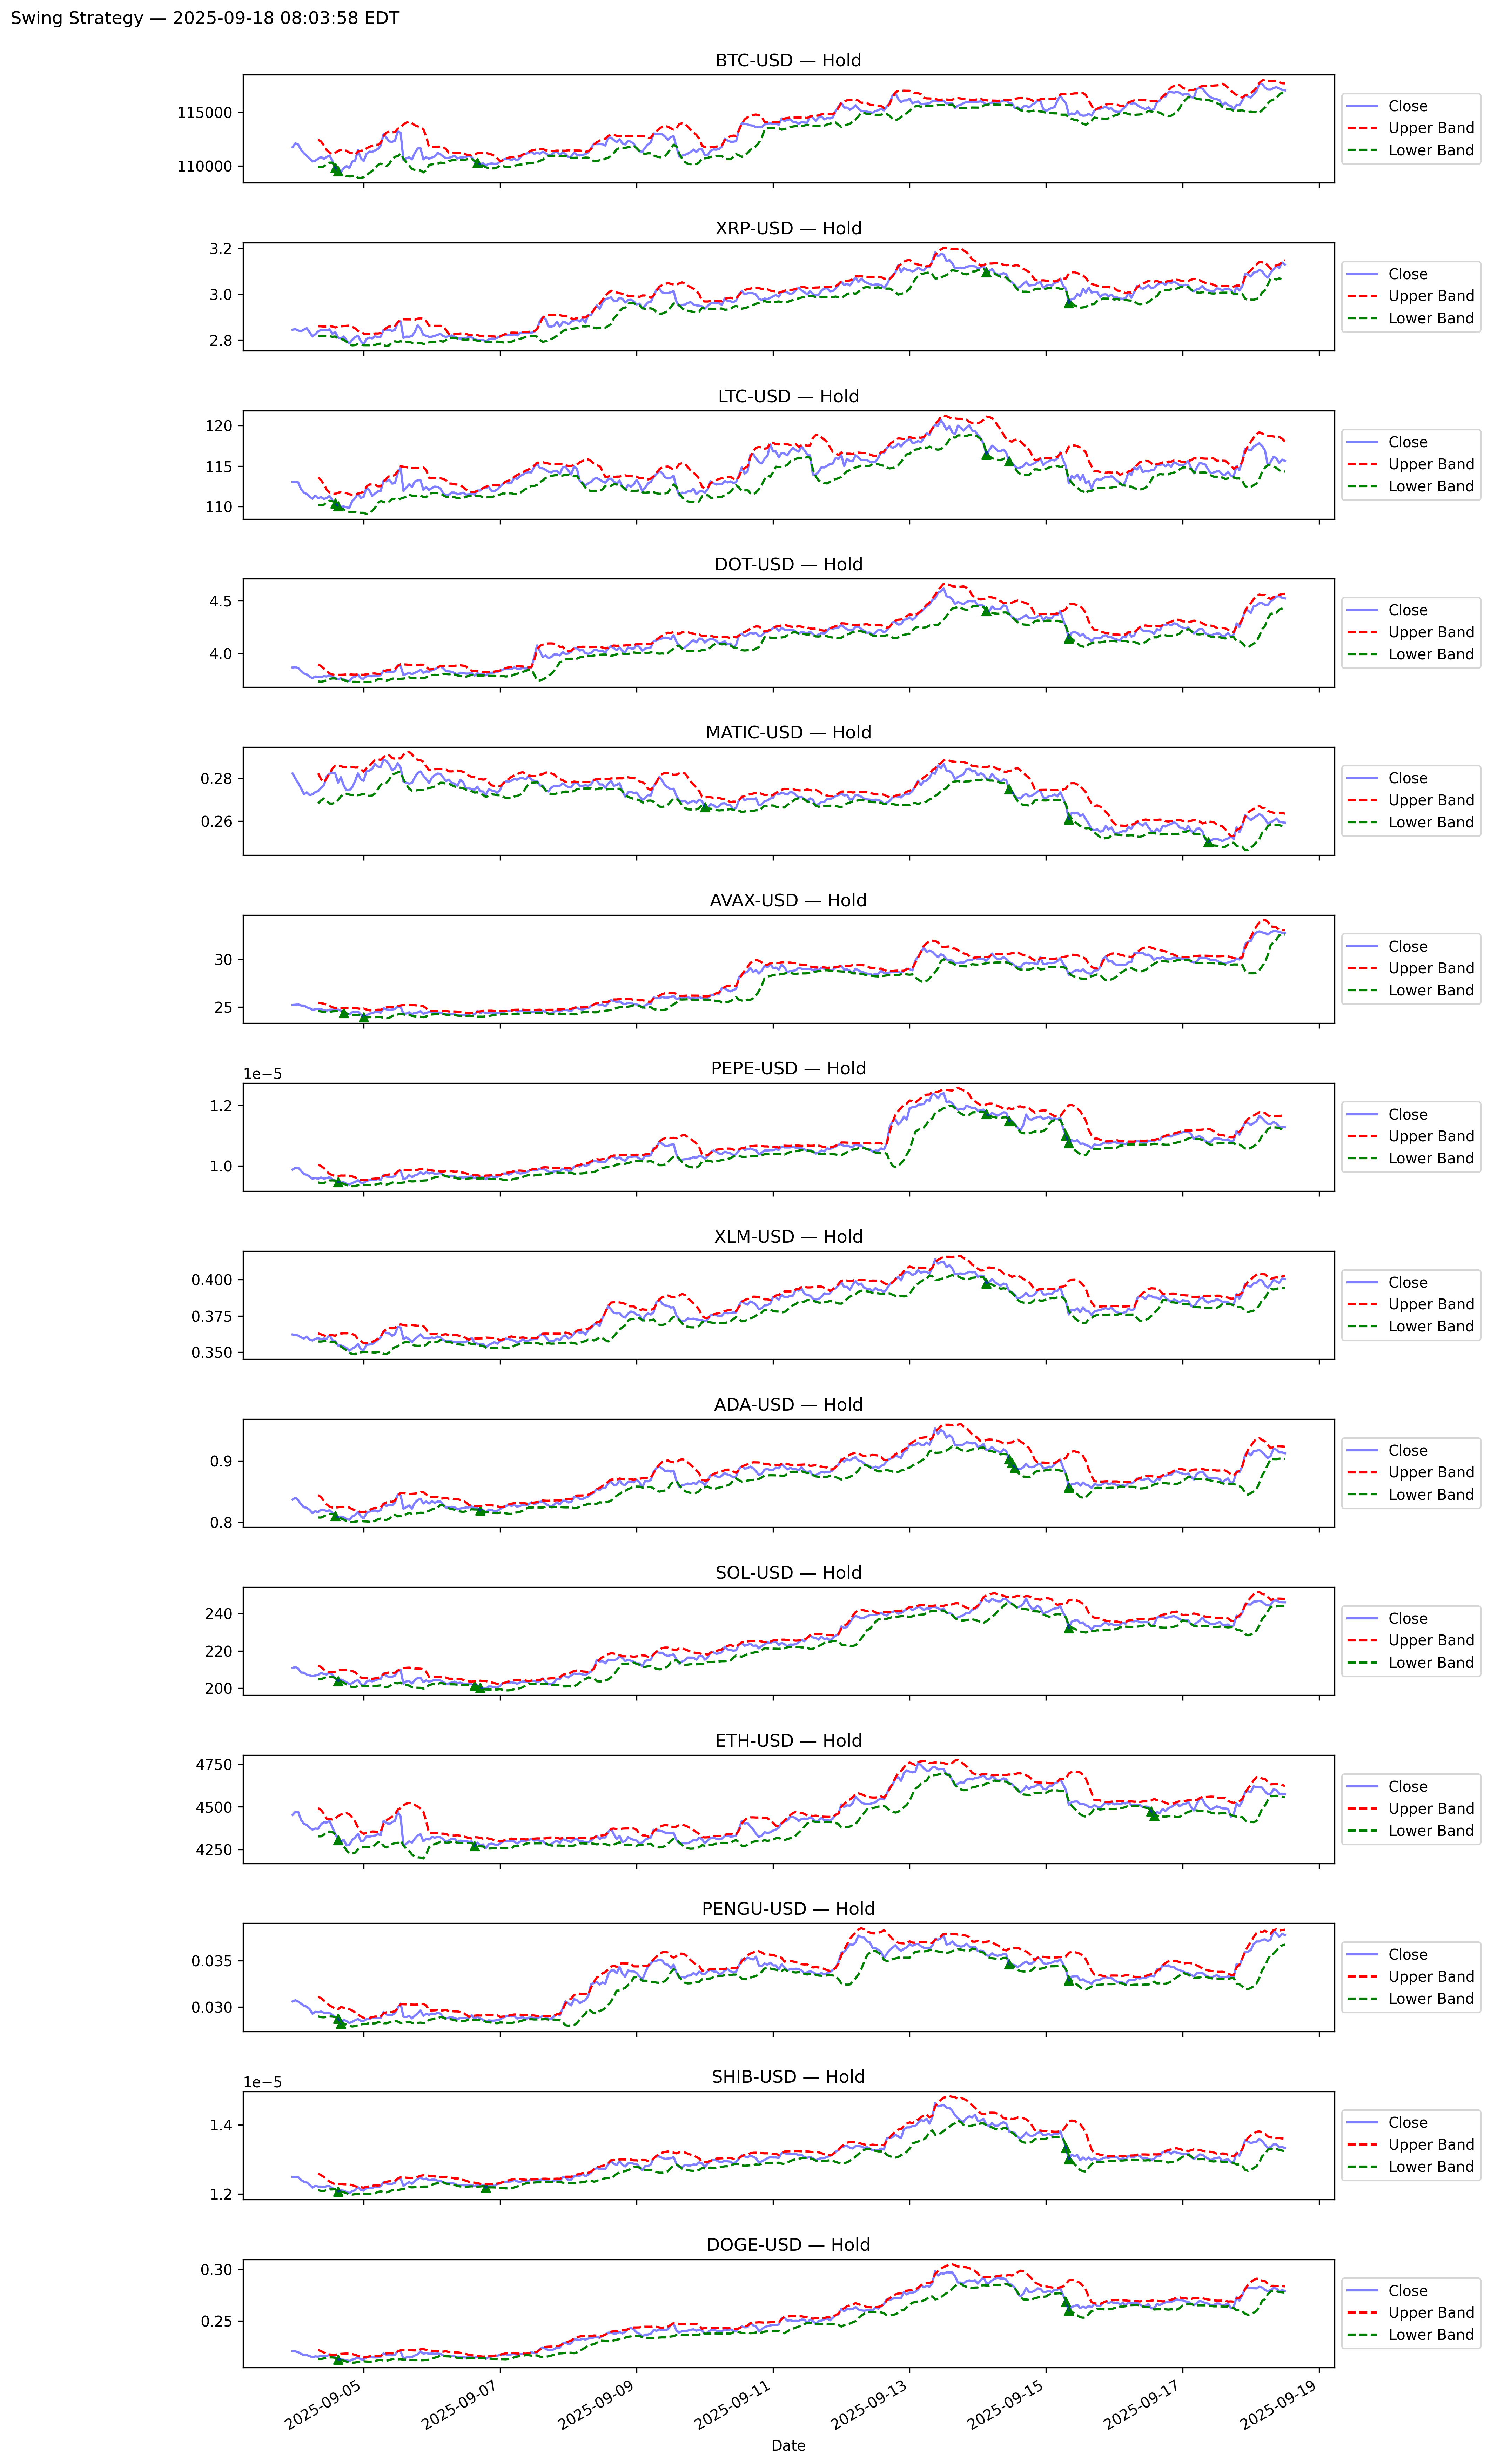 Swing Strategy — 2025-09-18 08:03:58 EDT
BTC-USD — Hold
115000
110000
Close
Upper Band
Lower Band
XRP-USD — Hold
3.2
3.0
2.8
Close
Upper Band
Lower Band
LTC-USD — Hold
120
115
110
Close
Upper Band
Lower Band
DOT-USD — Hold
4.5
4.0
Close
Upper Band
Lower Band
MATIC-USD — Hold
0.28
0.26
Close
Upper Band
Lower Band
AVAX-USD — Hold
30
25
Close
Upper Band
Lower Band
PEPE-USD — Hold
1e−5
1.2
1.0
Close
Upper Band
Lower Band
XLM-USD — Hold
0.400
0.375
0.350
Close
Upper Band
Lower Band
ADA-USD — Hold
0.9
0.8
Close
Upper Band
Lower Band
SOL-USD — Hold
240
220
200
Close
Upper Band
Lower Band
ETH-USD — Hold
4750
4500
4250
Close
Upper Band
Lower Band
PENGU-USD — Hold
0.035
0.030
Close
Upper Band
Lower Band
SHIB-USD — Hold
1e−5
1.4
1.2
Close
Upper Band
Lower Band
DOGE-USD — Hold
0.30
0.25
Close
Upper Band
Lower Band
2025-09-05
2025-09-07
2025-09-09
2025-09-11
2025-09-13
2025-09-15
2025-09-17
2025-09-19
Date